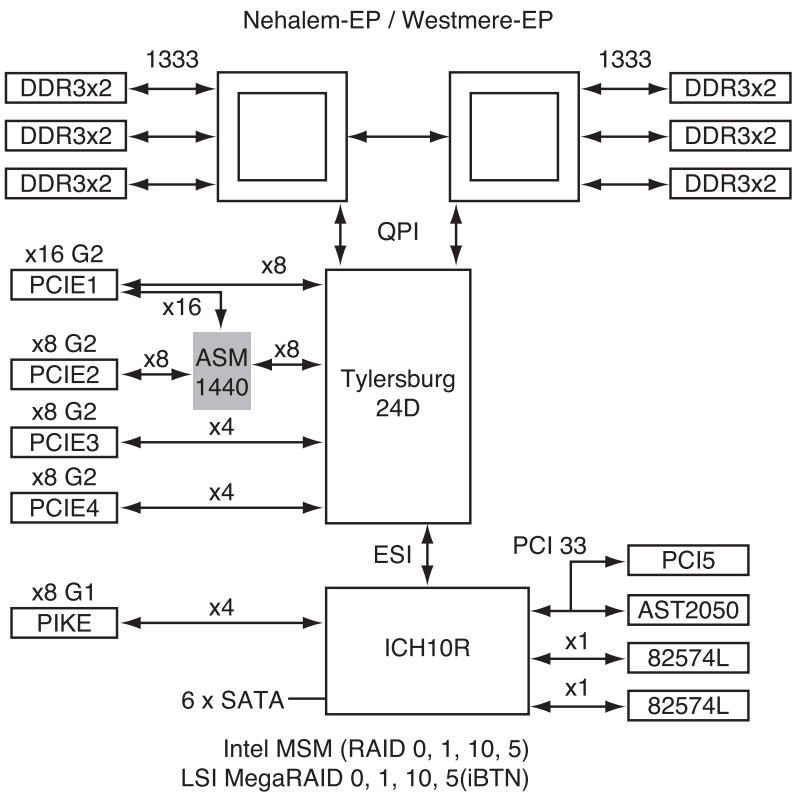 Nehalem-EP / Westmere-EP
1333
1333
DDR3x2
DDR3x2
DDR3x2
DDR3x2
DDR3x2
DDR3x2
QPI
x16 G2
PCIE1
x8
x16
x8 G2
PCIE2
x8
ASM
1440
x8
Tylersburg
24D
x8 G2
PCIE3
x4
x8 G2
PCIE4
x4
ESI
PCI 33
PCI5
x8 G1
PIKE
x4
ICH10R
AST2050
x1
82574L
x1
82574L
6 x SATA
Intel MSM (RAID 0, 1, 10, 5)
LSI MegaRAID 0, 1, 10, 5(iBTN)